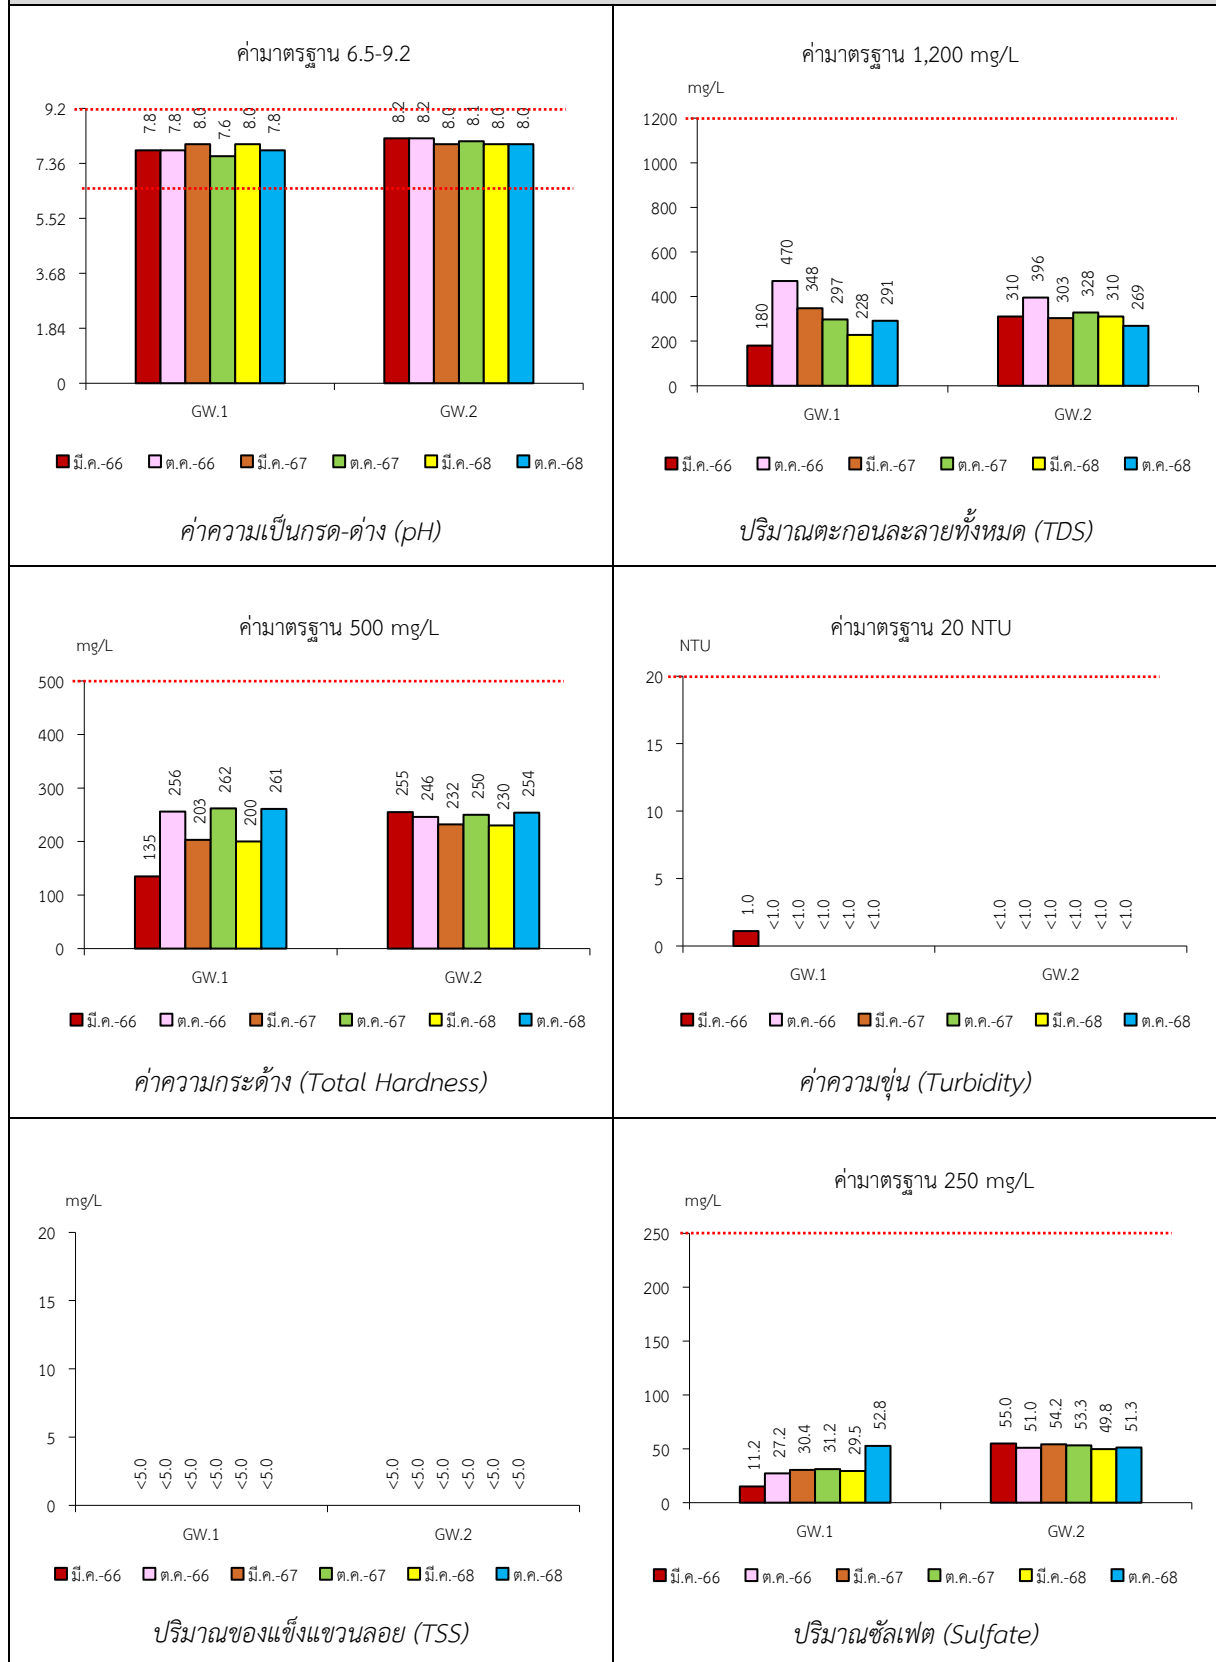 ค่ามาตรฐาน 6.5-9.2
9.2
7.36
5.52
3.68
1.84
0
7.8 7.8 8.0 7.6 8.0 7.8
8.2 8.2 8.0 8.1 8.0 8.0
GW.1 GW.2
มี.ค.-66 ต.ค.-66 มี.ค.-67 ต.ค.-67 มี.ค.-68 ต.ค.-68
ค่าความเป็นกรด-ด่าง (pH)
ค่ามาตรฐาน 1,200 mg/L
mg/L
1200
1000
800
600
400
200
0
180 470 348 297 228 291
310 396 303 328 310 269
GW.1 GW.2
มี.ค.-66 ต.ค.-66 มี.ค.-67 ต.ค.-67 มี.ค.-68 ต.ค.-68
ปริมาณตะกอนละลายทั้งหมด (TDS)
ค่ามาตรฐาน 500 mg/L
mg/L
500
400
300
200
100
0
135 256 203 262 200 261
255 246 232 250 230 254
GW.1 GW.2
มี.ค.-66 ต.ค.-66 มี.ค.-67 ต.ค.-67 มี.ค.-68 ต.ค.-68
ค่าความกระด้าง (Total Hardness)
ค่ามาตรฐาน 20 NTU
NTU
20
15
10
5
0
1.0 <1.0 <1.0 <1.0 <1.0 <1.0
<1.0 <1.0 <1.0 <1.0 <1.0 <1.0
GW.1 GW.2
มี.ค.-66 ต.ค.-66 มี.ค.-67 ต.ค.-67 มี.ค.-68 ต.ค.-68
ค่าความขุ่น (Turbidity)
mg/L
20
15
10
5
0
<5.0 <5.0 <5.0 <5.0 <5.0 <5.0
<5.0 <5.0 <5.0 <5.0 <5.0 <5.0
GW.1 GW.2
มี.ค.-66 ต.ค.-66 มี.ค.-67 ต.ค.-67 มี.ค.-68 ต.ค.-68
ปริมาณของแข็งแขวนลอย (TSS)
ค่ามาตรฐาน 250 mg/L
mg/L
250
200
150
100
50
0
11.2 27.2 30.4 31.2 29.5 52.8
55.0 51.0 54.2 53.3 49.8 51.3
GW.1 GW.2
มี.ค.-66 ต.ค.-66 มี.ค.-67 ต.ค.-67 มี.ค.-68 ต.ค.-68
ปริมาณซัลเฟต (Sulfate)